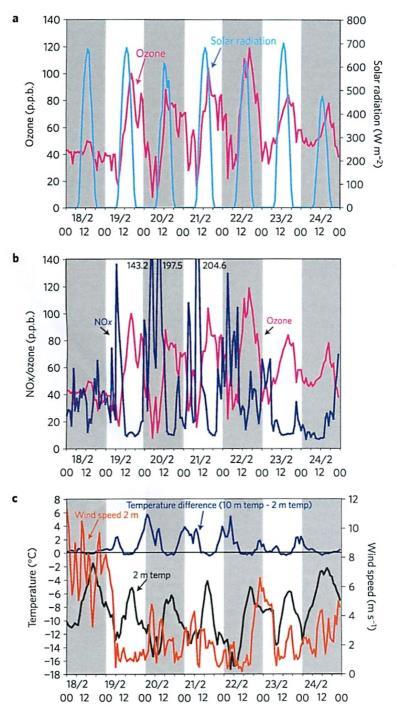 a
Ozone (p.p.b.)
140
120
100
80
60
40
20
0
Ozone
Solar radiation
800
700
600
500
400
300
200
100
0
Solar radiation (W m⁻²)
18/2 19/2 20/2 21/2 22/2 23/2 24/2
00 12 00 12 00 12 00 12 00 12 00 12 00 12 00
b
NOx/ozone (p.p.b.)
140
120
100
80
60
40
20
0
143.2 197.5 204.6
NOx
Ozone
18/2 19/2 20/2 21/2 22/2 23/2 24/2
00 12 00 12 00 12 00 12 00 12 00 12 00 12 00
c
Temperature (°C)
8
6
4
2
0
−2
−4
−6
−8
−10
−12
−14
−16
−18
Temperature difference (10 m temp - 2 m temp)
Wind speed 2 m
2 m temp
12
10
8
6
4
2
0
Wind speed (m s⁻¹)
18/2 19/2 20/2 21/2 22/2 23/2 24/2
00 12 00 12 00 12 00 12 00 12 00 12 00 12 00